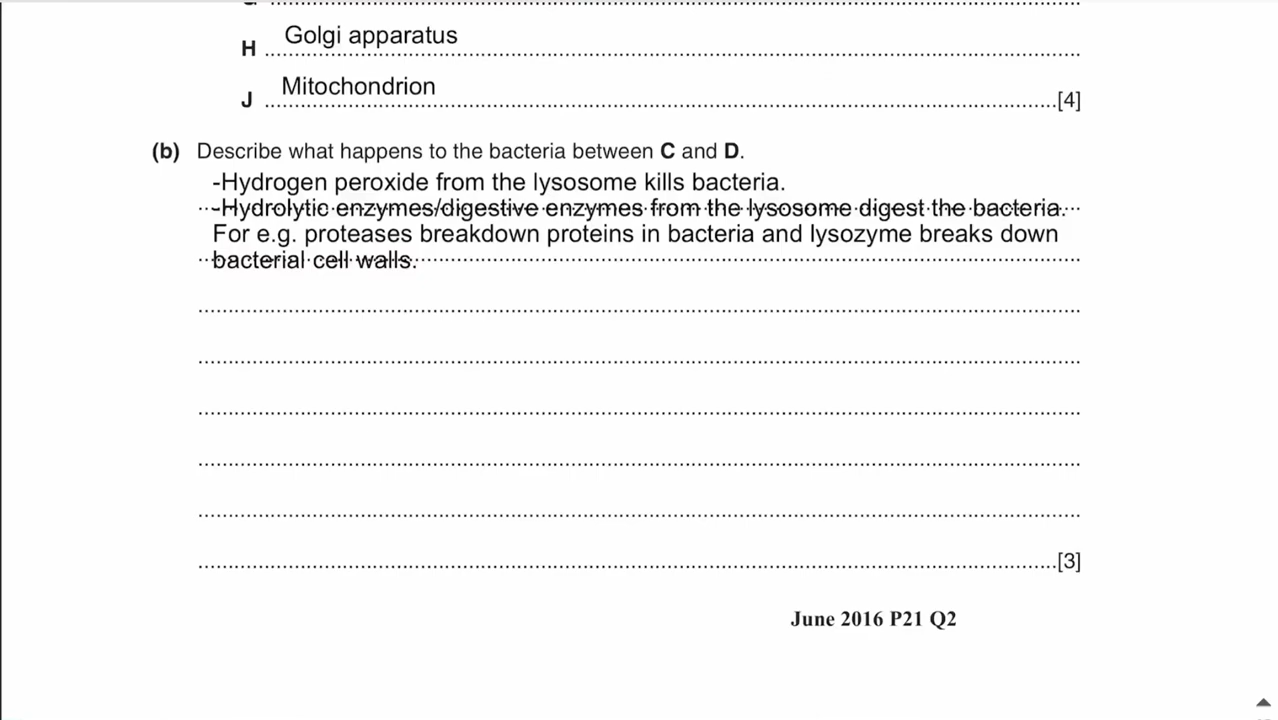 H Golgi apparatus
J Mitochondrion [4]
(b) Describe what happens to the bacteria between C and D.
-Hydrogen peroxide from the lysosome kills bacteria.
-Hydrolytic enzymes/digestive enzymes from the lysosome digest the bacteria.
For e.g. proteases breakdown proteins in bacteria and lysozyme breaks down
bacterial cell walls.
[3]
June 2016 P21 Q2